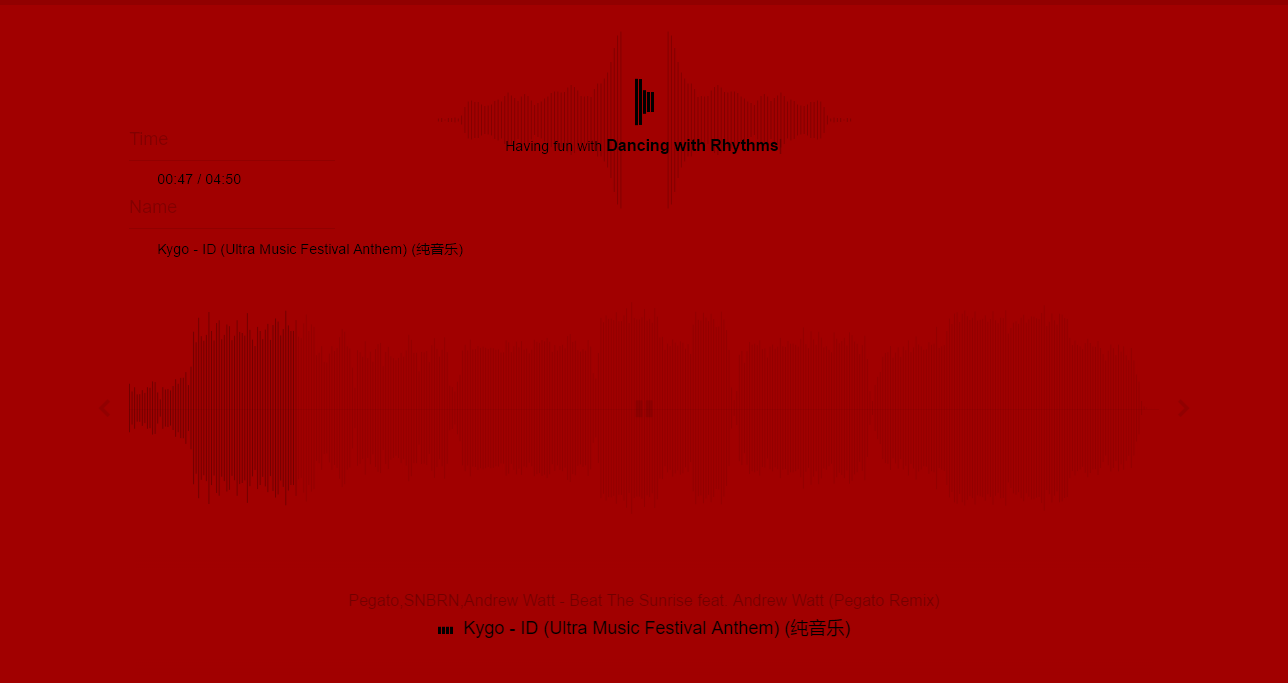 Having fun with Dancing with Rhythms
Time
00:47 / 04:50
Name
Kygo - ID (Ultra Music Festival Anthem) (纯音乐)
Pegato SNBRN Andrew Watt - Beat The Sunrise feat. Andrew Watt (Pegato Remix)
Kygo - ID (Ultra Music Festival Anthem) (纯音乐)